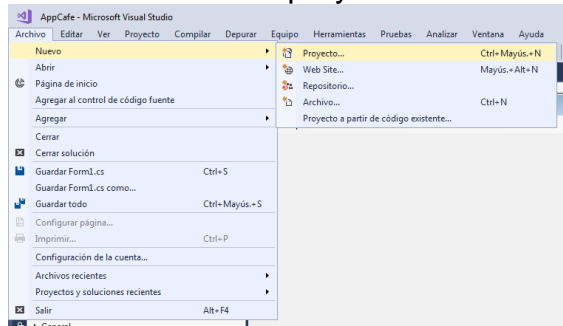 AppCafe - Microsoft Visual Studio
Archivo Editar Ver Proyecto Compilar Depurar Equipo Herramientas Pruebas Analizar Ventana Ayuda
Nuevo
Abrir
Página de inicio
Agregar al control de código fuente
Agregar
Cerrar
Cerrar solución
Guardar Form1.cs Ctrl+S
Guardar Form1.cs como...
Guardar todo Ctrl+Mayús.+S
Configurar página...
Imprimir... Ctrl+P
Configuración de la cuenta...
Archivos recientes
Proyectos y soluciones recientes
Salir Alt+F4
Proyecto... Ctrl+Mayús.+N
Web Site... Mayús.+Alt+N
Repositorio...
Archivo... Ctrl+N
Proyecto a partir de código existente...